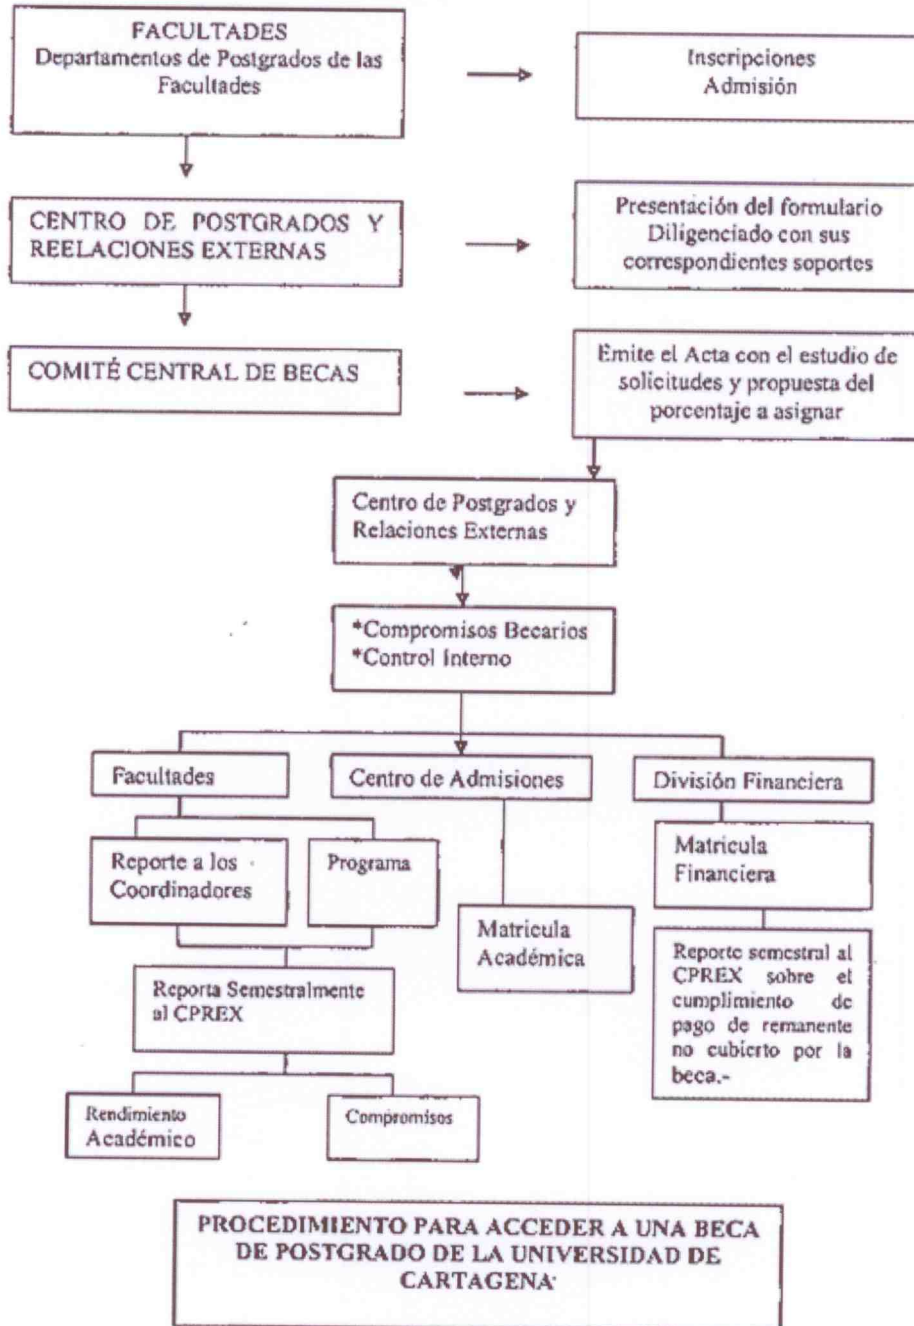 FACULTADES
Departamentos de Postgrados de las
Facultades
Inscripciones
Admisión
CENTRO DE POSTGRADOS Y
REELACIONES EXTERNAS
Presentación del formulario
Diligenciado con sus
correspondientes soportes
COMITÉ CENTRAL DE BECAS
Emite el Acta con el estudio de
solicitudes y propuesta del
porcentaje a asignar
Centro de Postgrados y
Relaciones Externas
*Compromisos Becarios
*Control Interno
Facultades
Centro de Admisiones
División Financiera
Reporte a los
Coordinadores
Programa
Matricula
Financiera
Matricula
Académica
Reporta Semestralmente
al CPREX
Reporte semestral al
CPREX sobre el
cumplimiento de
pago de remanente
no cubierto por la
beca.-
Rendimiento
Académico
Compromisos
PROCEDIMIENTO PARA ACCEDER A UNA BECA
DE POSTGRADO DE LA UNIVERSIDAD DE
CARTAGENA